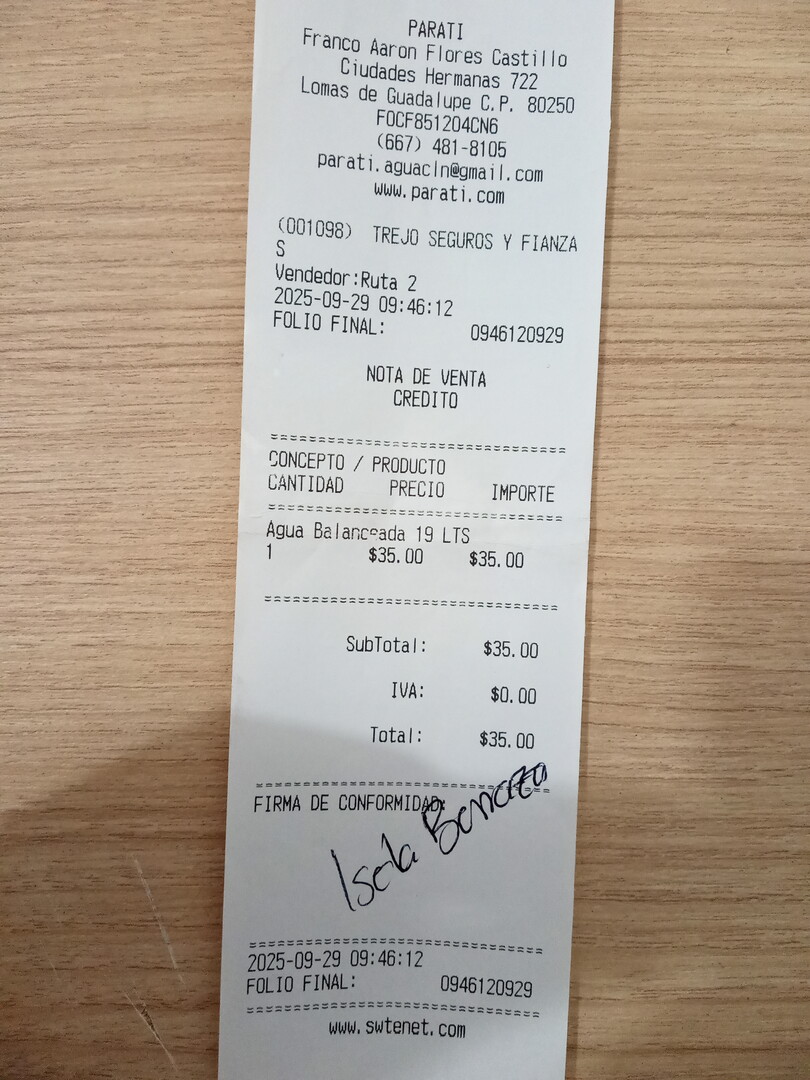 PARATI
Franco Aaron Flores Castillo
Ciudades Hermanas 722
Lomas de Guadalupe C.P. 80250
FOCF851204CN6
(667) 481-8105
parati.aguacln@gmail.com
www.parati.com
(001098) TREJO SEGUROS Y FIANZA
S
Vendedor:Ruta 2
2025-09-29 09:46:12
FOLIO FINAL: 0946120929
NOTA DE VENTA
CREDITO
==============================
CONCEPTO / PRODUCTO
CANTIDAD PRECIO IMPORTE
==============================
Agua Balanceada 19 LTS
1 $35.00 $35.00
==============================
SubTotal: $35.00
IVA: $0.00
Total: $35.00
==============================
FIRMA DE CONFORMIDAD:
Isela Barraza
==============================
2025-09-29 09:46:12
FOLIO FINAL: 0946120929
==============================
www.swtenet.com